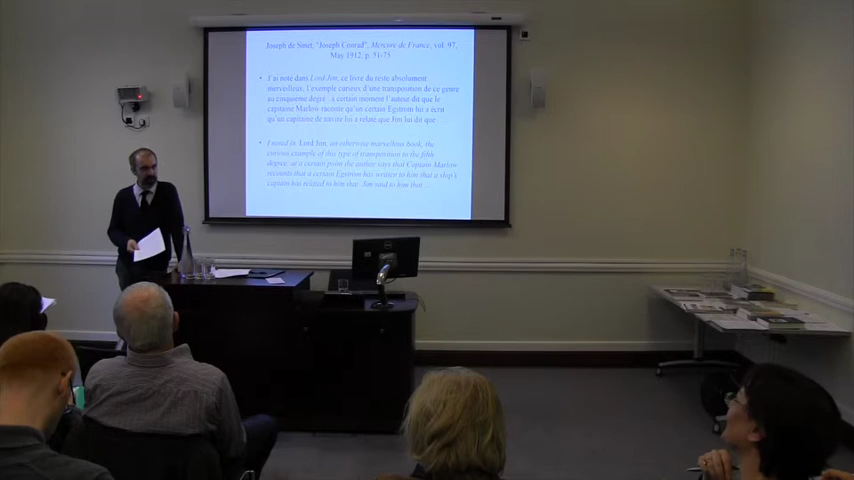 Joseph de Smet, "Joseph Conrad", Mercure de France, vol. 97,
May 1912, p. 51-75
• J'ai noté dans Lord Jim, ce livre du reste absolument
merveilleux, l'exemple curieux d'une transposition de ce genre
au cinquième degré : à certain moment l'auteur dit que le
capitaine Marlow raconte qu'un certain Egström lui a écrit
qu'un capitaine de navire lui a relaté que Jim lui dit que
• I noted in Lord Jim, an otherwise marvellous book, the
curious example of this type of transposition to the fifth
degree: at a certain point the author says that Captain Marlow
recounts that a certain Egström has written to him that a ship's
captain has related to him that Jim said to him that